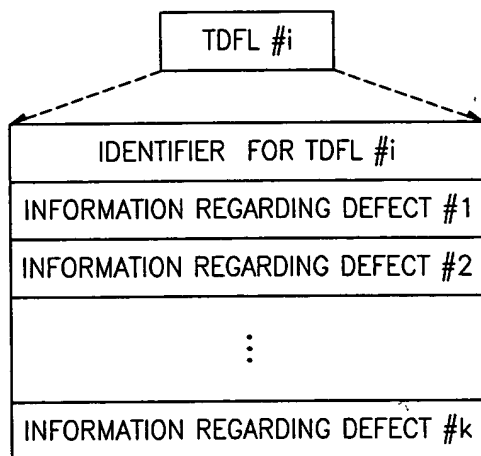 TDFL #i
IDENTIFIER FOR TDFL #i
INFORMATION REGARDING DEFECT #1
INFORMATION REGARDING DEFECT #2
⋮
INFORMATION REGARDING DEFECT #k